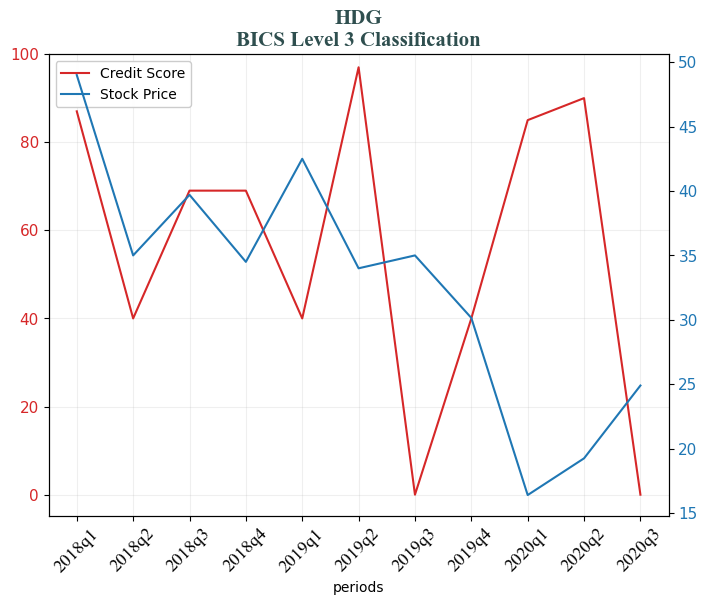 HDG
BICS Level 3 Classification
Credit Score
Stock Price
100
80
60
40
20
0
50
45
40
35
30
25
20
15
2018q1
2018q2
2018q3
2018q4
2019q1
2019q2
2019q3
2019q4
2020q1
2020q2
2020q3
periods